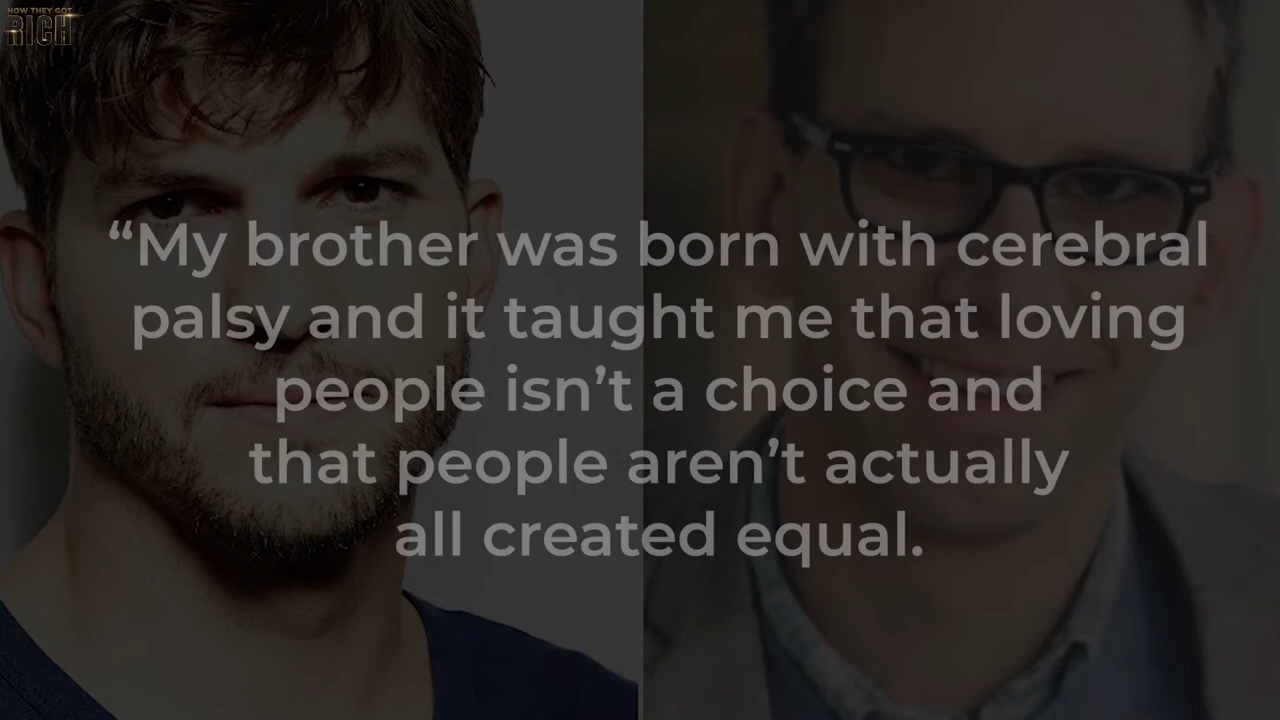 HOW THEY GOT
RICH
“My brother was born with cerebral
palsy and it taught me that loving
people isn’t a choice and
that people aren’t actually
all created equal.